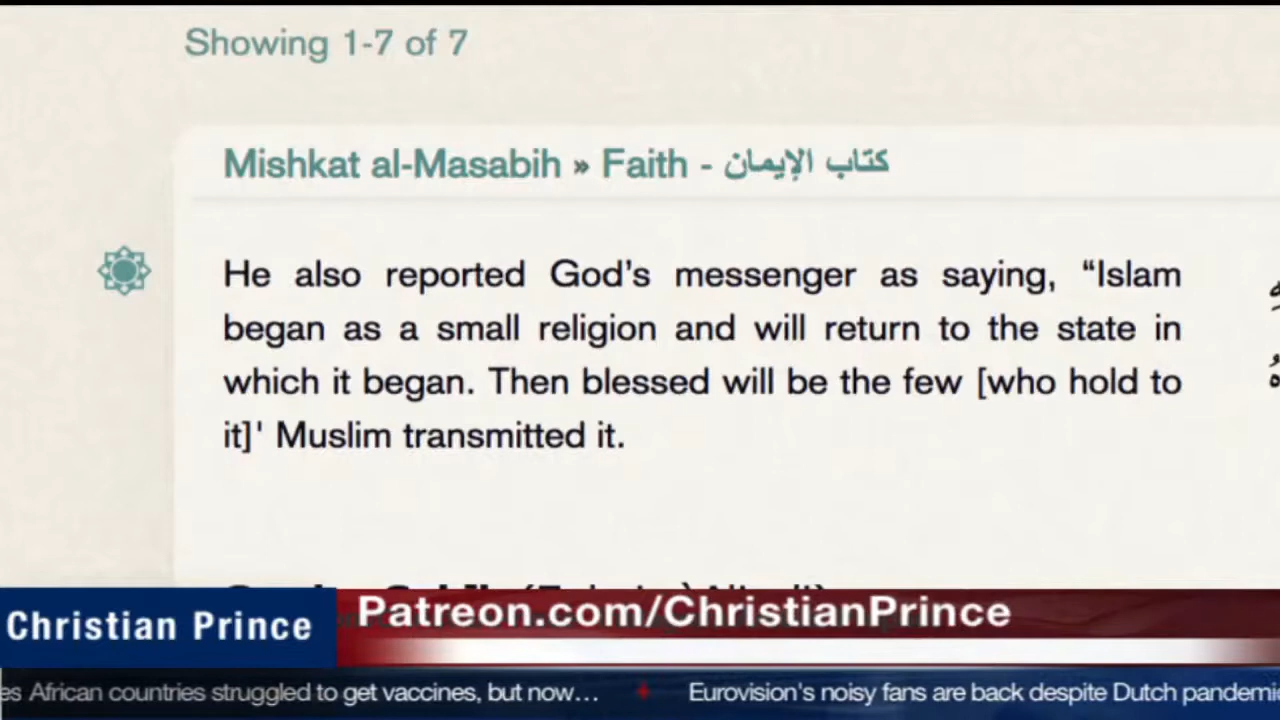 Showing 1-7 of 7
Mishkat al-Masabih » Faith - كتاب الإيمان
He also reported God's messenger as saying, “Islam
began as a small religion and will return to the state in
which it began. Then blessed will be the few [who hold to
it]' Muslim transmitted it.
Christian Prince
Patreon.com/ChristianPrince
es African countries struggled to get vaccines, but now…
Eurovision's noisy fans are back despite Dutch pandemi